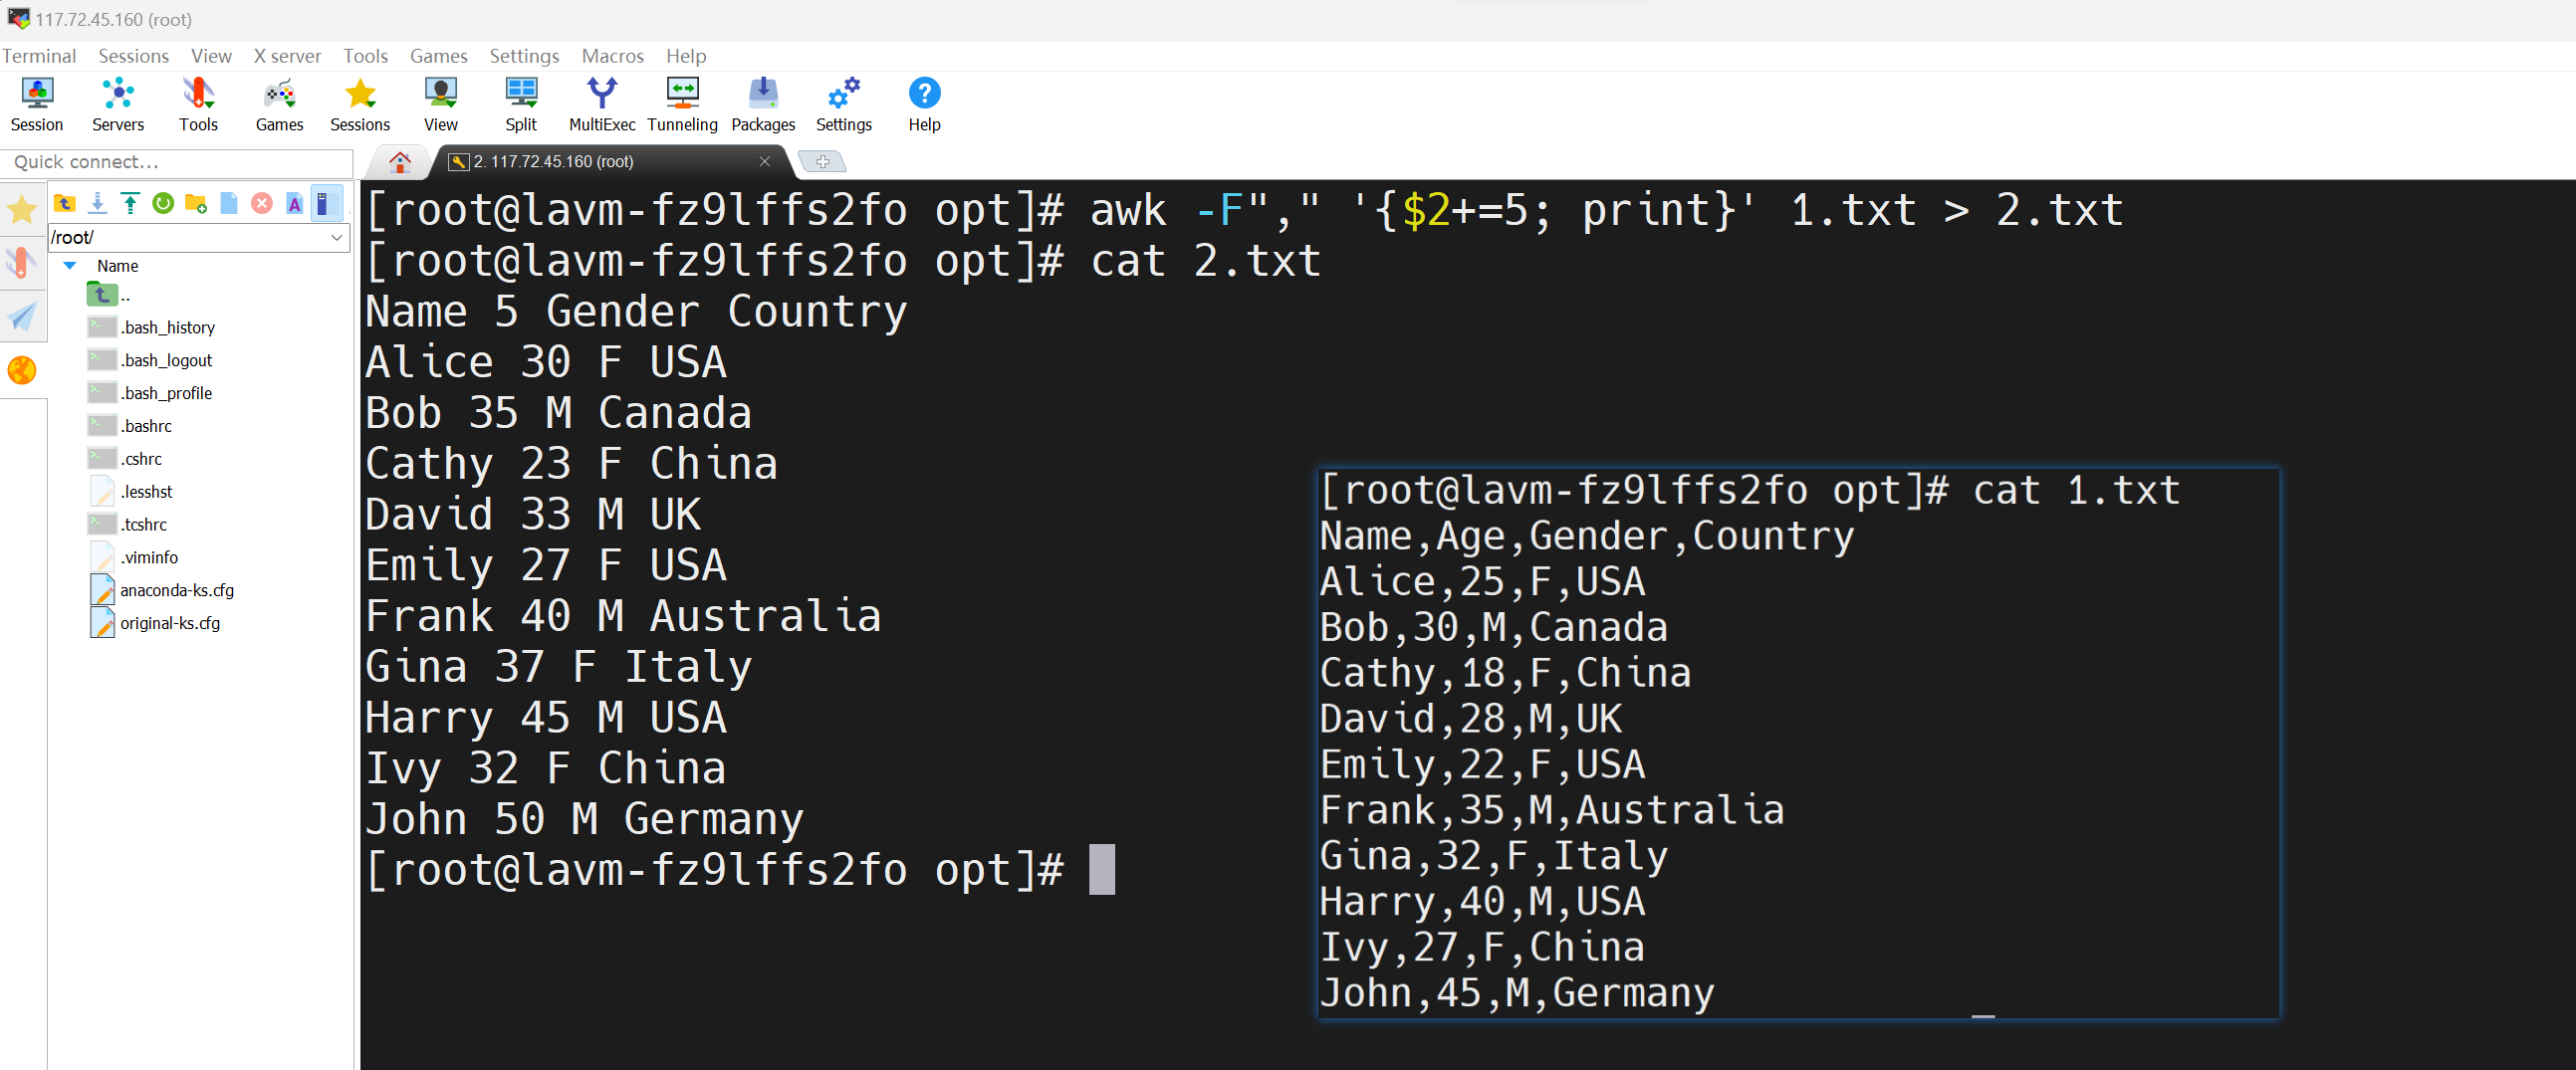 117.72.45.160 (root)
Terminal Sessions View X server Tools Games Settings Macros Help
Session Servers Tools Games Sessions View Split MultiExec Tunneling Packages Settings Help
Quick connect...
2. 117.72.45.160 (root)
/root/
Name
..
.bash_history
.bash_logout
.bash_profile
.bashrc
.cshrc
.lesshst
.tcshrc
.viminfo
anaconda-ks.cfg
original-ks.cfg
[root@lavm-fz9lffs2fo opt]# awk -F"," '{$2+=5; print}' 1.txt > 2.txt
[root@lavm-fz9lffs2fo opt]# cat 2.txt
Name 5 Gender Country
Alice 30 F USA
Bob 35 M Canada
Cathy 23 F China
David 33 M UK
Emily 27 F USA
Frank 40 M Australia
Gina 37 F Italy
Harry 45 M USA
Ivy 32 F China
John 50 M Germany
[root@lavm-fz9lffs2fo opt]#
[root@lavm-fz9lffs2fo opt]# cat 1.txt
Name,Age,Gender,Country
Alice,25,F,USA
Bob,30,M,Canada
Cathy,18,F,China
David,28,M,UK
Emily,22,F,USA
Frank,35,M,Australia
Gina,32,F,Italy
Harry,40,M,USA
Ivy,27,F,China
John,45,M,Germany